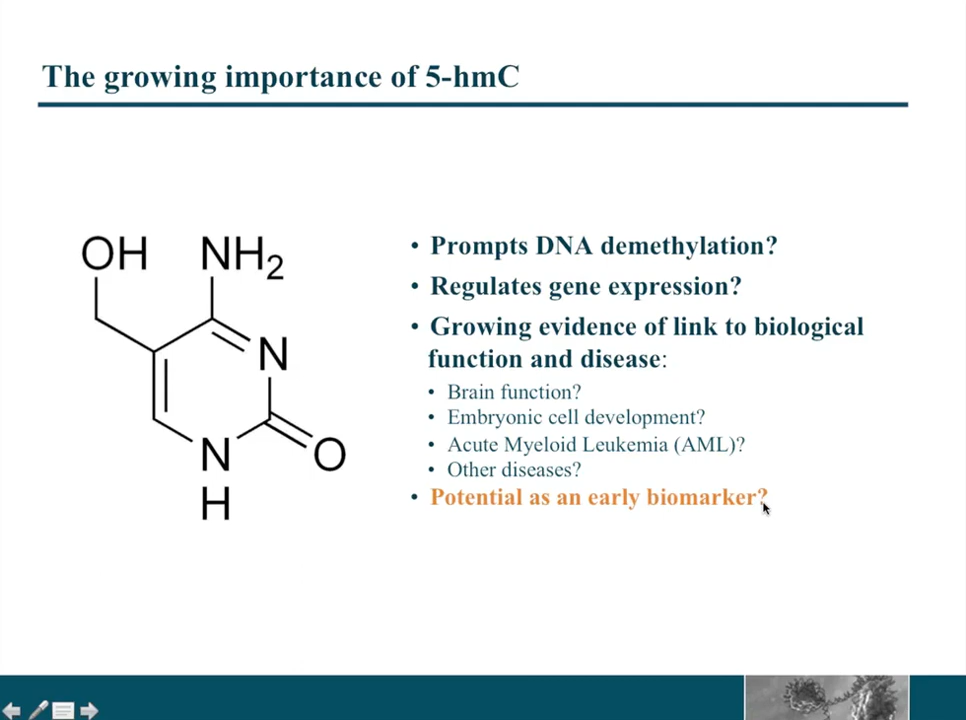 The growing importance of 5-hmC
OH NH₂
N
N
H
O
• Prompts DNA demethylation?
• Regulates gene expression?
• Growing evidence of link to biological
function and disease:
• Brain function?
• Embryonic cell development?
• Acute Myeloid Leukemia (AML)?
• Other diseases?
• Potential as an early biomarker?